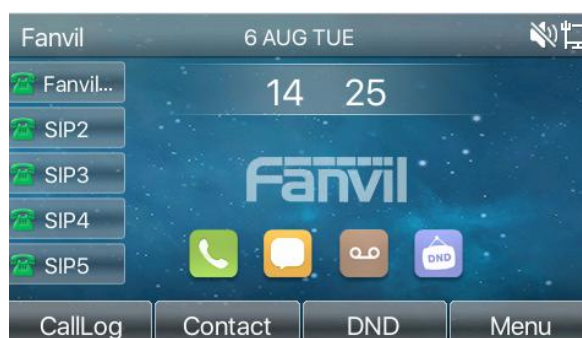 Fanvil 6 AUG TUE
Fanvil... 14 25
SIP2
SIP3
Fanvil
SIP4
DND
SIP5
CallLog Contact DND Menu